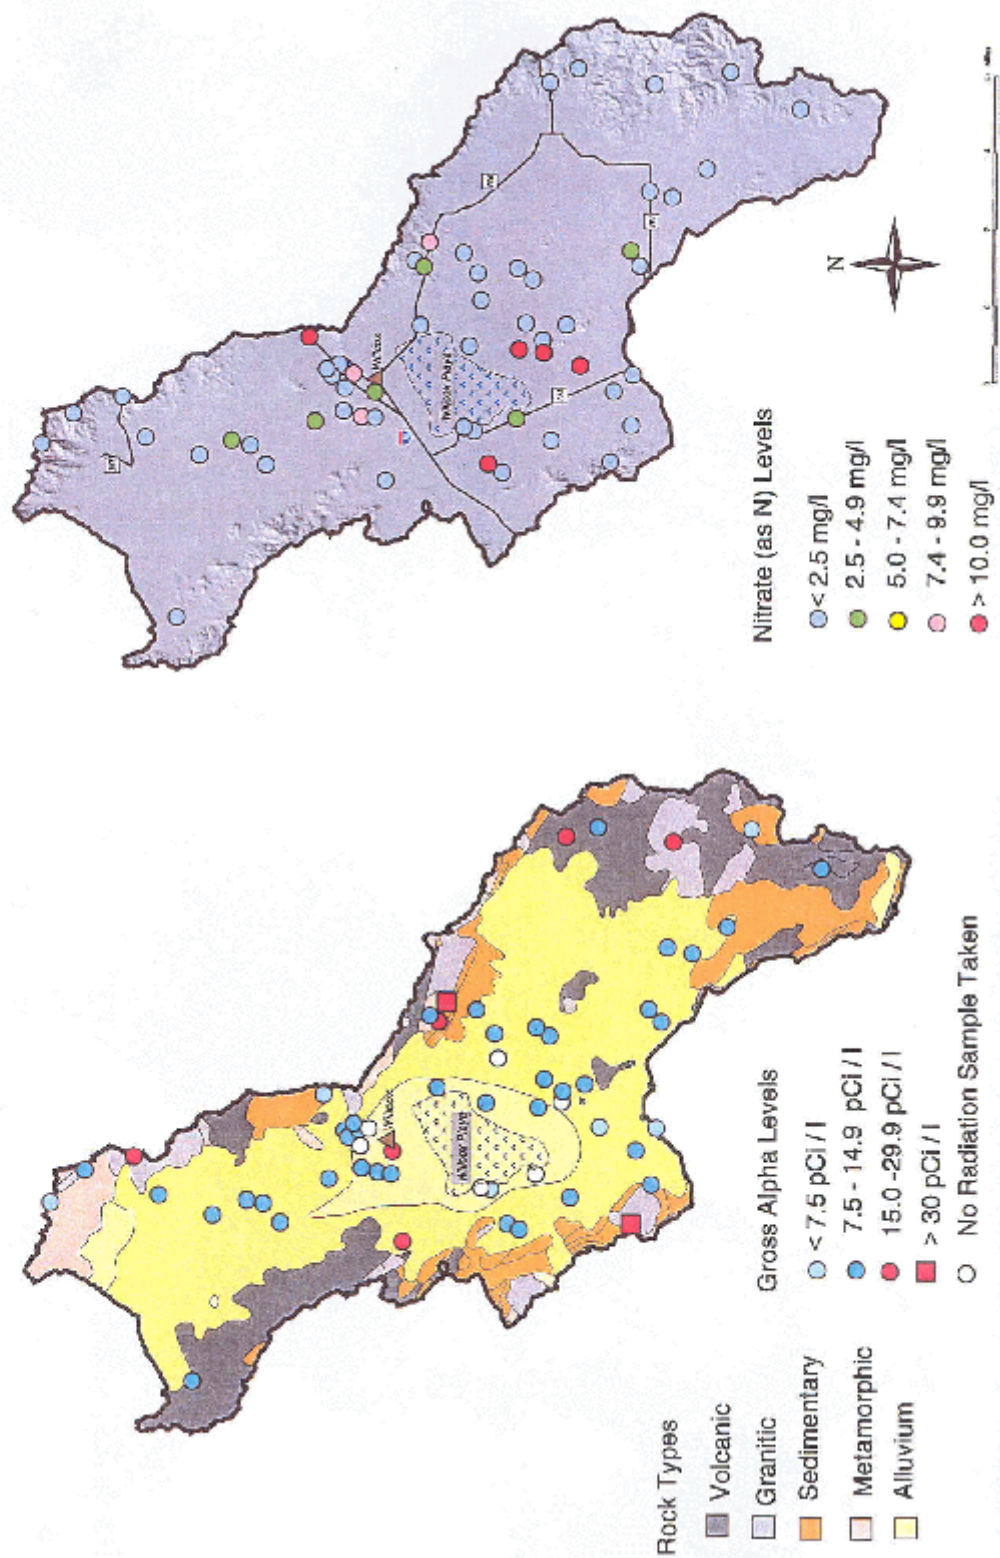 Rock Types
Volcanic
Granitic
Sedimentary
Metamorphic
Alluvium
Gross Alpha Levels
< 7.5 pCi / l
7.5 - 14.9 pCi / l
15.0 -29.9 pCi / l
> 30 pCi / l
No Radiation Sample Taken
Willcox
Willcox Playa
Nitrate (as N) Levels
< 2.5 mg/l
2.5 - 4.9 mg/l
5.0 - 7.4 mg/l
7.4 - 9.9 mg/l
> 10.0 mg/l
Willcox
Willcox Playa
N